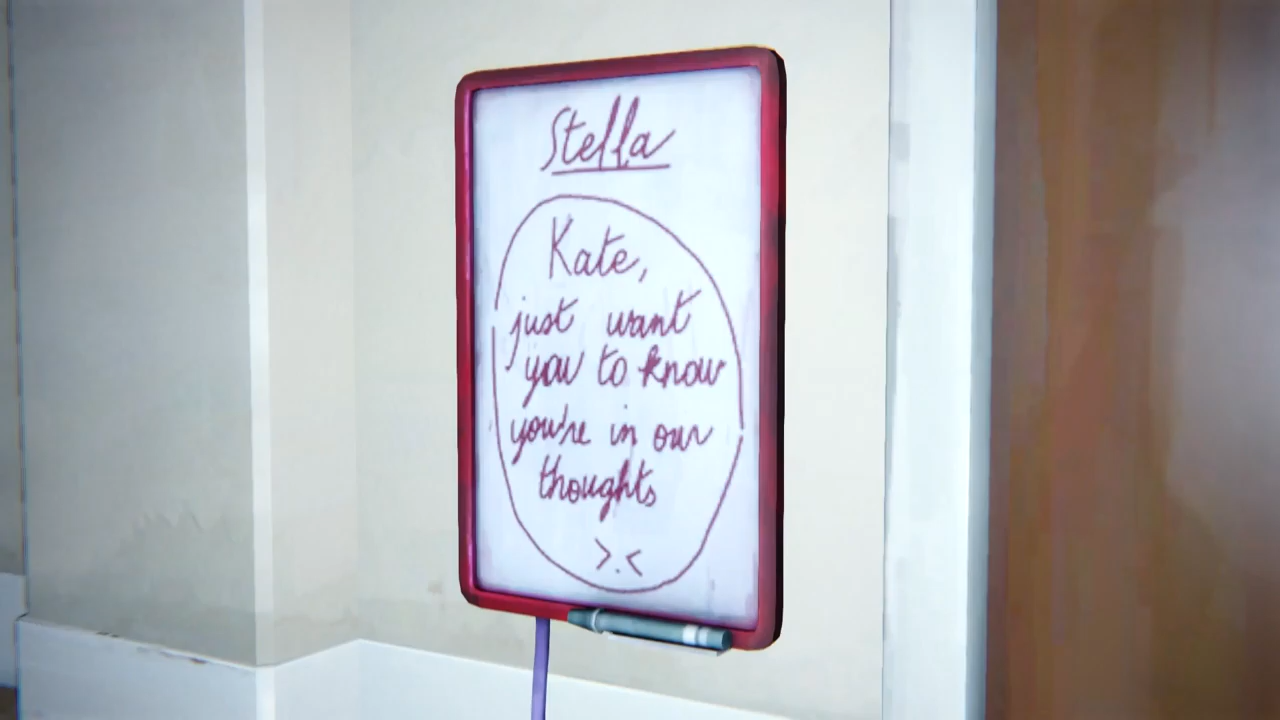 Stella
Kate,
just want
you to know
you're in our
thoughts
>.<